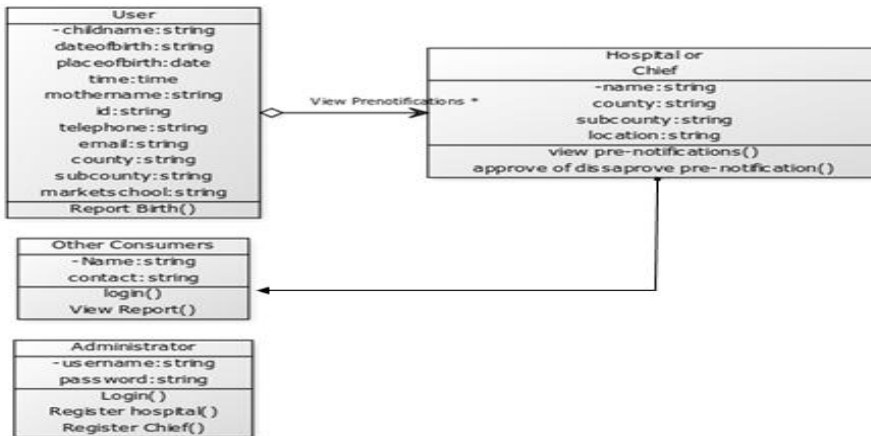 User
-childname:string
dateofbirth:string
placeofbirth:date
time:time
mothername:string
id:string
telephone:string
email:string
county:string
subcounty:string
marketschool:string
Report Birth()
View Prenotifications *
Hospital or
Chief
-name:string
county:string
subcounty:string
location:string
view pre-notifications()
approve of dissaprove pre-notification()
Other Consumers
-Name:string
contact:string
login()
View Report()
Administrator
-username:string
password:string
Login()
Register hospital()
Register Chief()